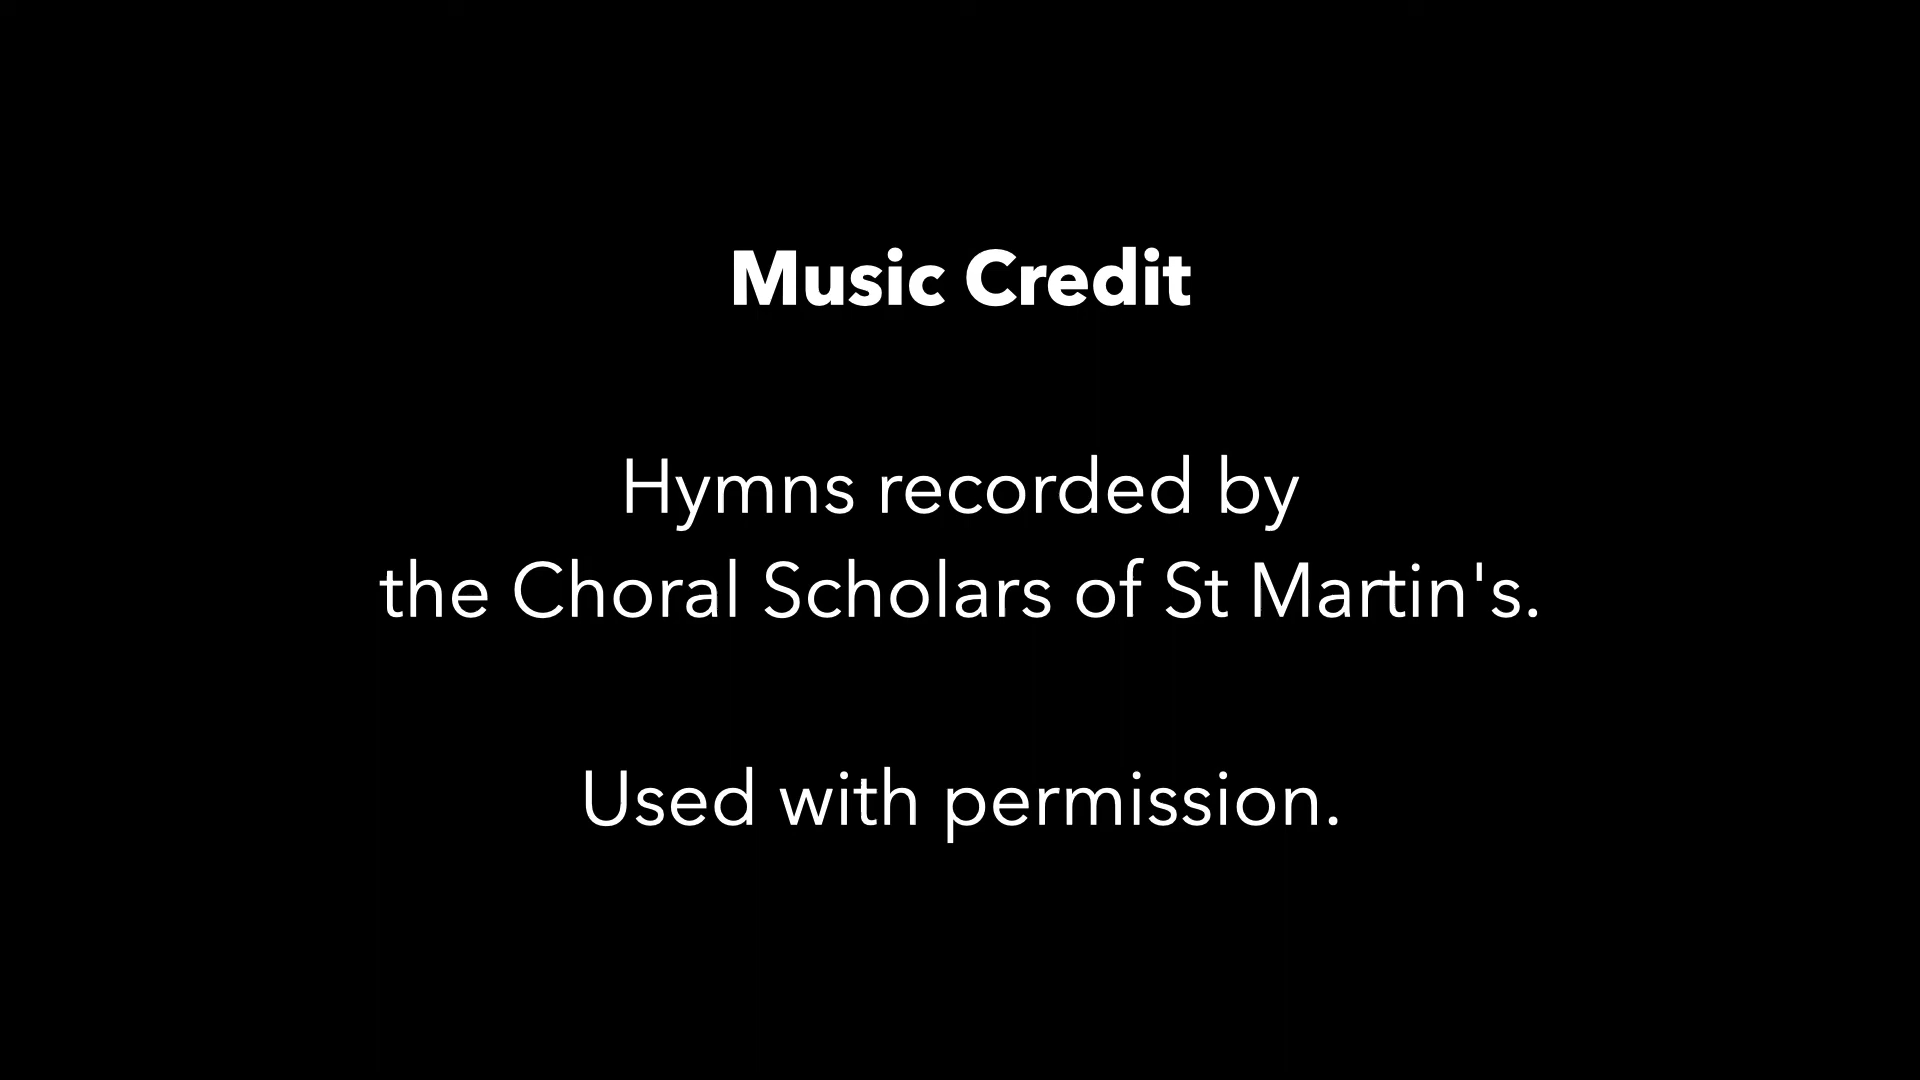 Music Credit
Hymns recorded by
the Choral Scholars of St Martin's.
Used with permission.